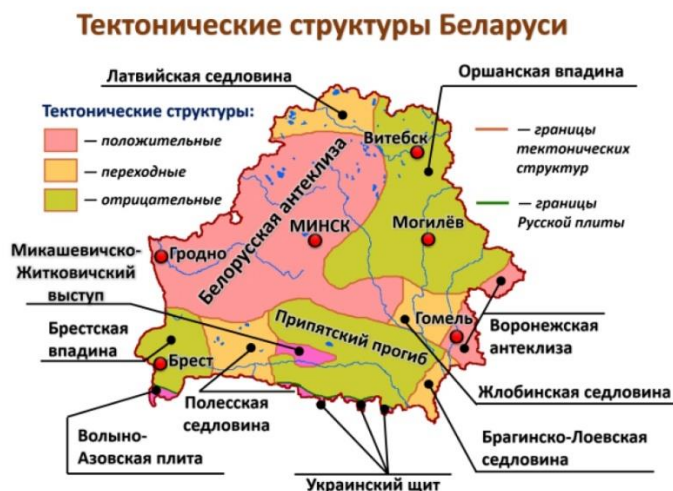 Тектонические структуры Беларуси
Латвийская седловина
Оршанская впадина
Тектонические структуры:
— положительные
— переходные
— отрицательные
— границы
тектонических
структур
— границы
Русской плиты
Витебск
Белорусская антеклиза
МИНСК
Могилёв
Гродно
Микашевичско-
Житковичский
выступ
Брестская
впадина
Брест
Припятский прогиб
Гомель
Воронежская
антеклиза
Жлобинская седловина
Полесская
седловина
Волыно-
Азовская плита
Брагинско-Лоевская
седловина
Украинский щит